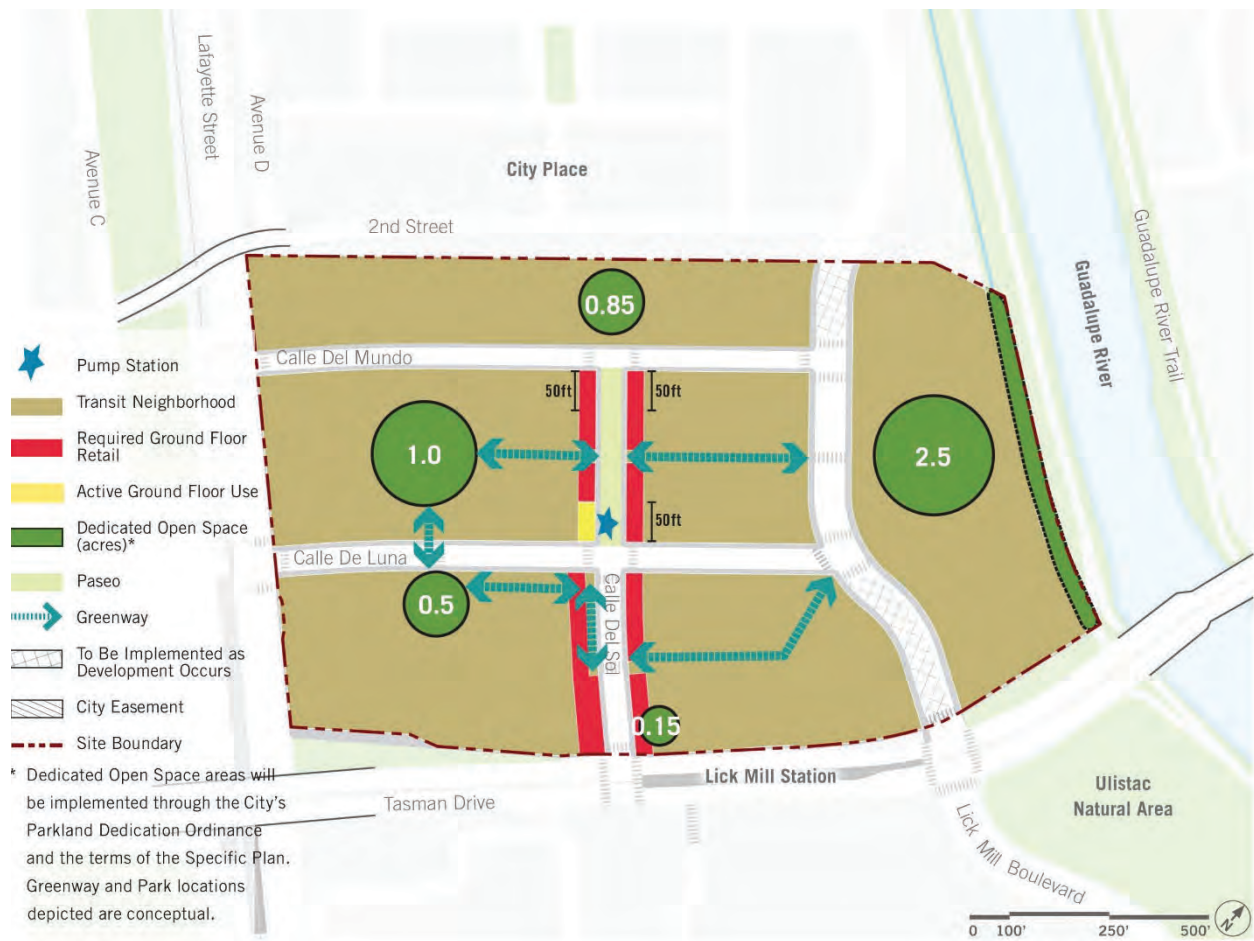 Lafayette Street
Avenue D
Avenue C
City Place
2nd Street
Guadalupe River
Guadalupe River Trail
0.85
Calle Del Mundo
50ft
50ft
1.0
2.5
50ft
Calle De Luna
0.5
Calle Del Sol
0.15
Lick Mill Station
Tasman Drive
Lick Mill Boulevard
Ulistac
Natural Area
Pump Station
Transit Neighborhood
Required Ground Floor
Retail
Active Ground Floor Use
Dedicated Open Space
(acres)*
Paseo
Greenway
To Be Implemented as
Development Occurs
City Easement
Site Boundary
* Dedicated Open Space areas will
be implemented through the City's
Parkland Dedication Ordinance
and the terms of the Specific Plan.
Greenway and Park locations
depicted are conceptual.
0 100' 250' 500'
N